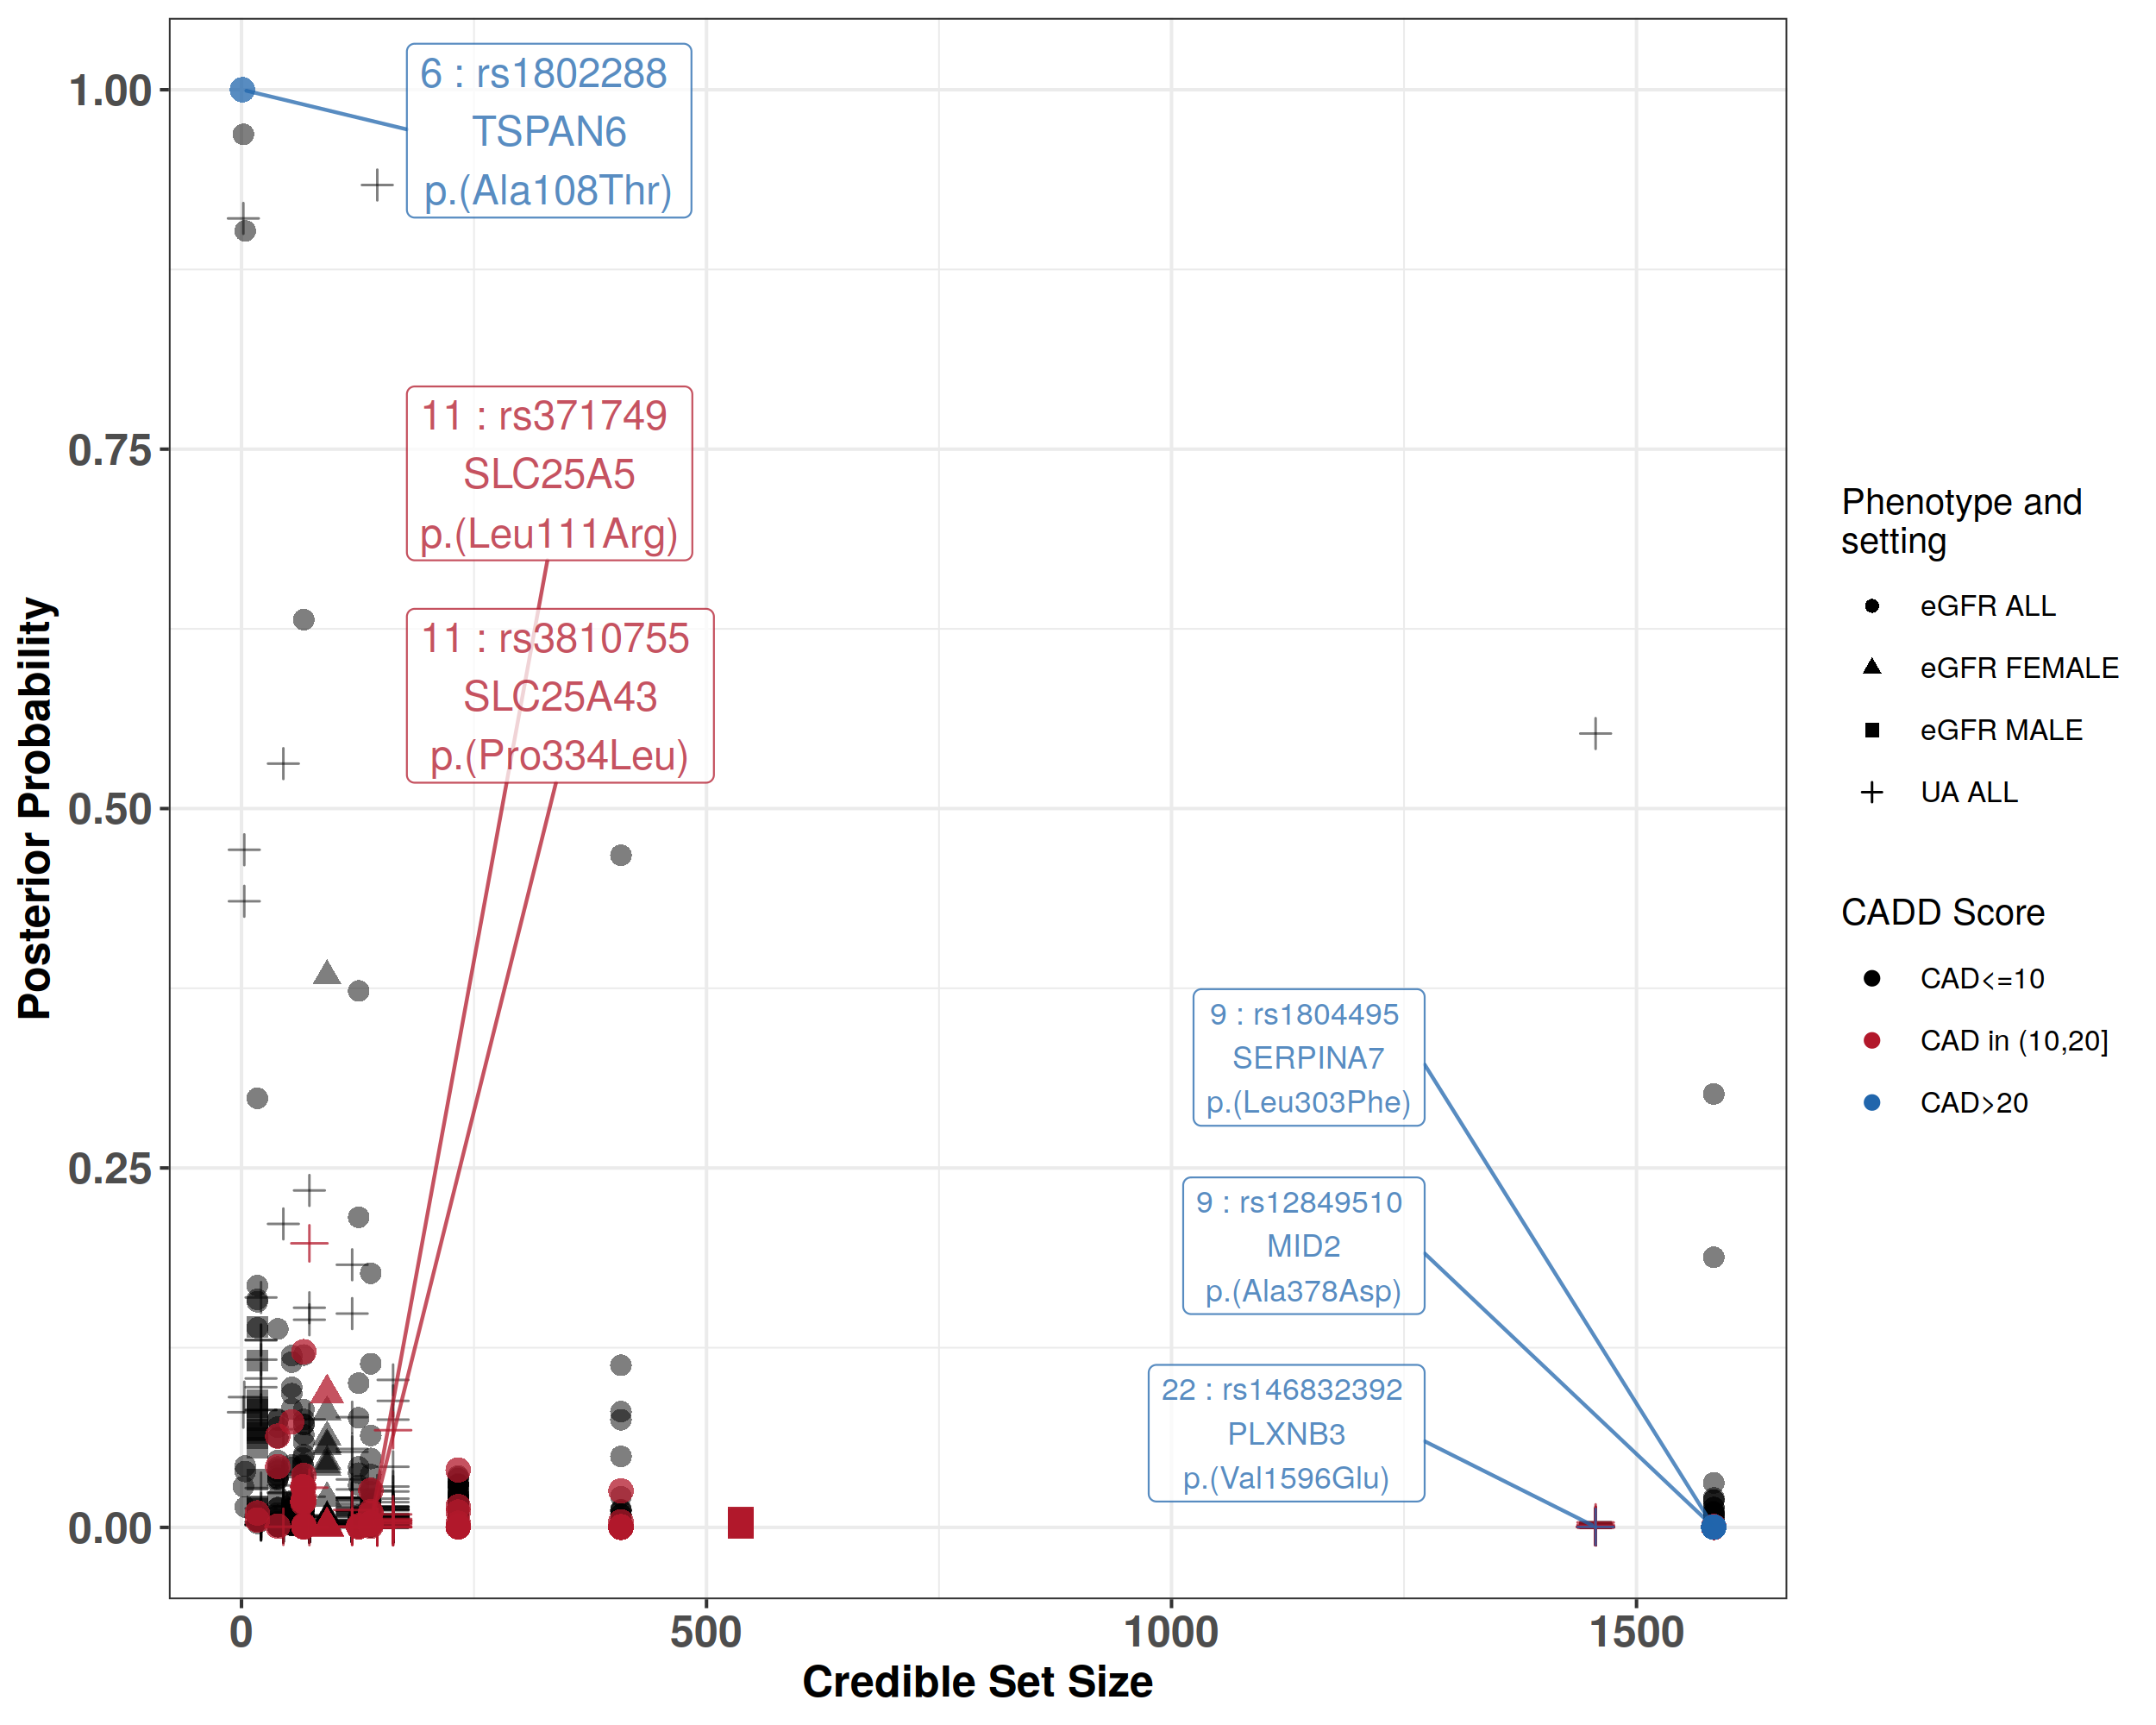 6 : rs1802288
TSPAN6
p.(Ala108Thr)
11 : rs371749
SLC25A5
p.(Leu111Arg)
11 : rs3810755
SLC25A43
p.(Pro334Leu)
9 : rs1804495
SERPINA7
p.(Leu303Phe)
9 : rs12849510
MID2
p.(Ala378Asp)
22 : rs146832392
PLXNB3
p.(Val1596Glu)
1.00
0.75
0.50
0.25
0.00
Posterior Probability
0
500
1000
1500
Credible Set Size
Phenotype and
setting
eGFR ALL
eGFR FEMALE
eGFR MALE
UA ALL
CADD Score
CAD<=10
CAD in (10,20]
CAD>20